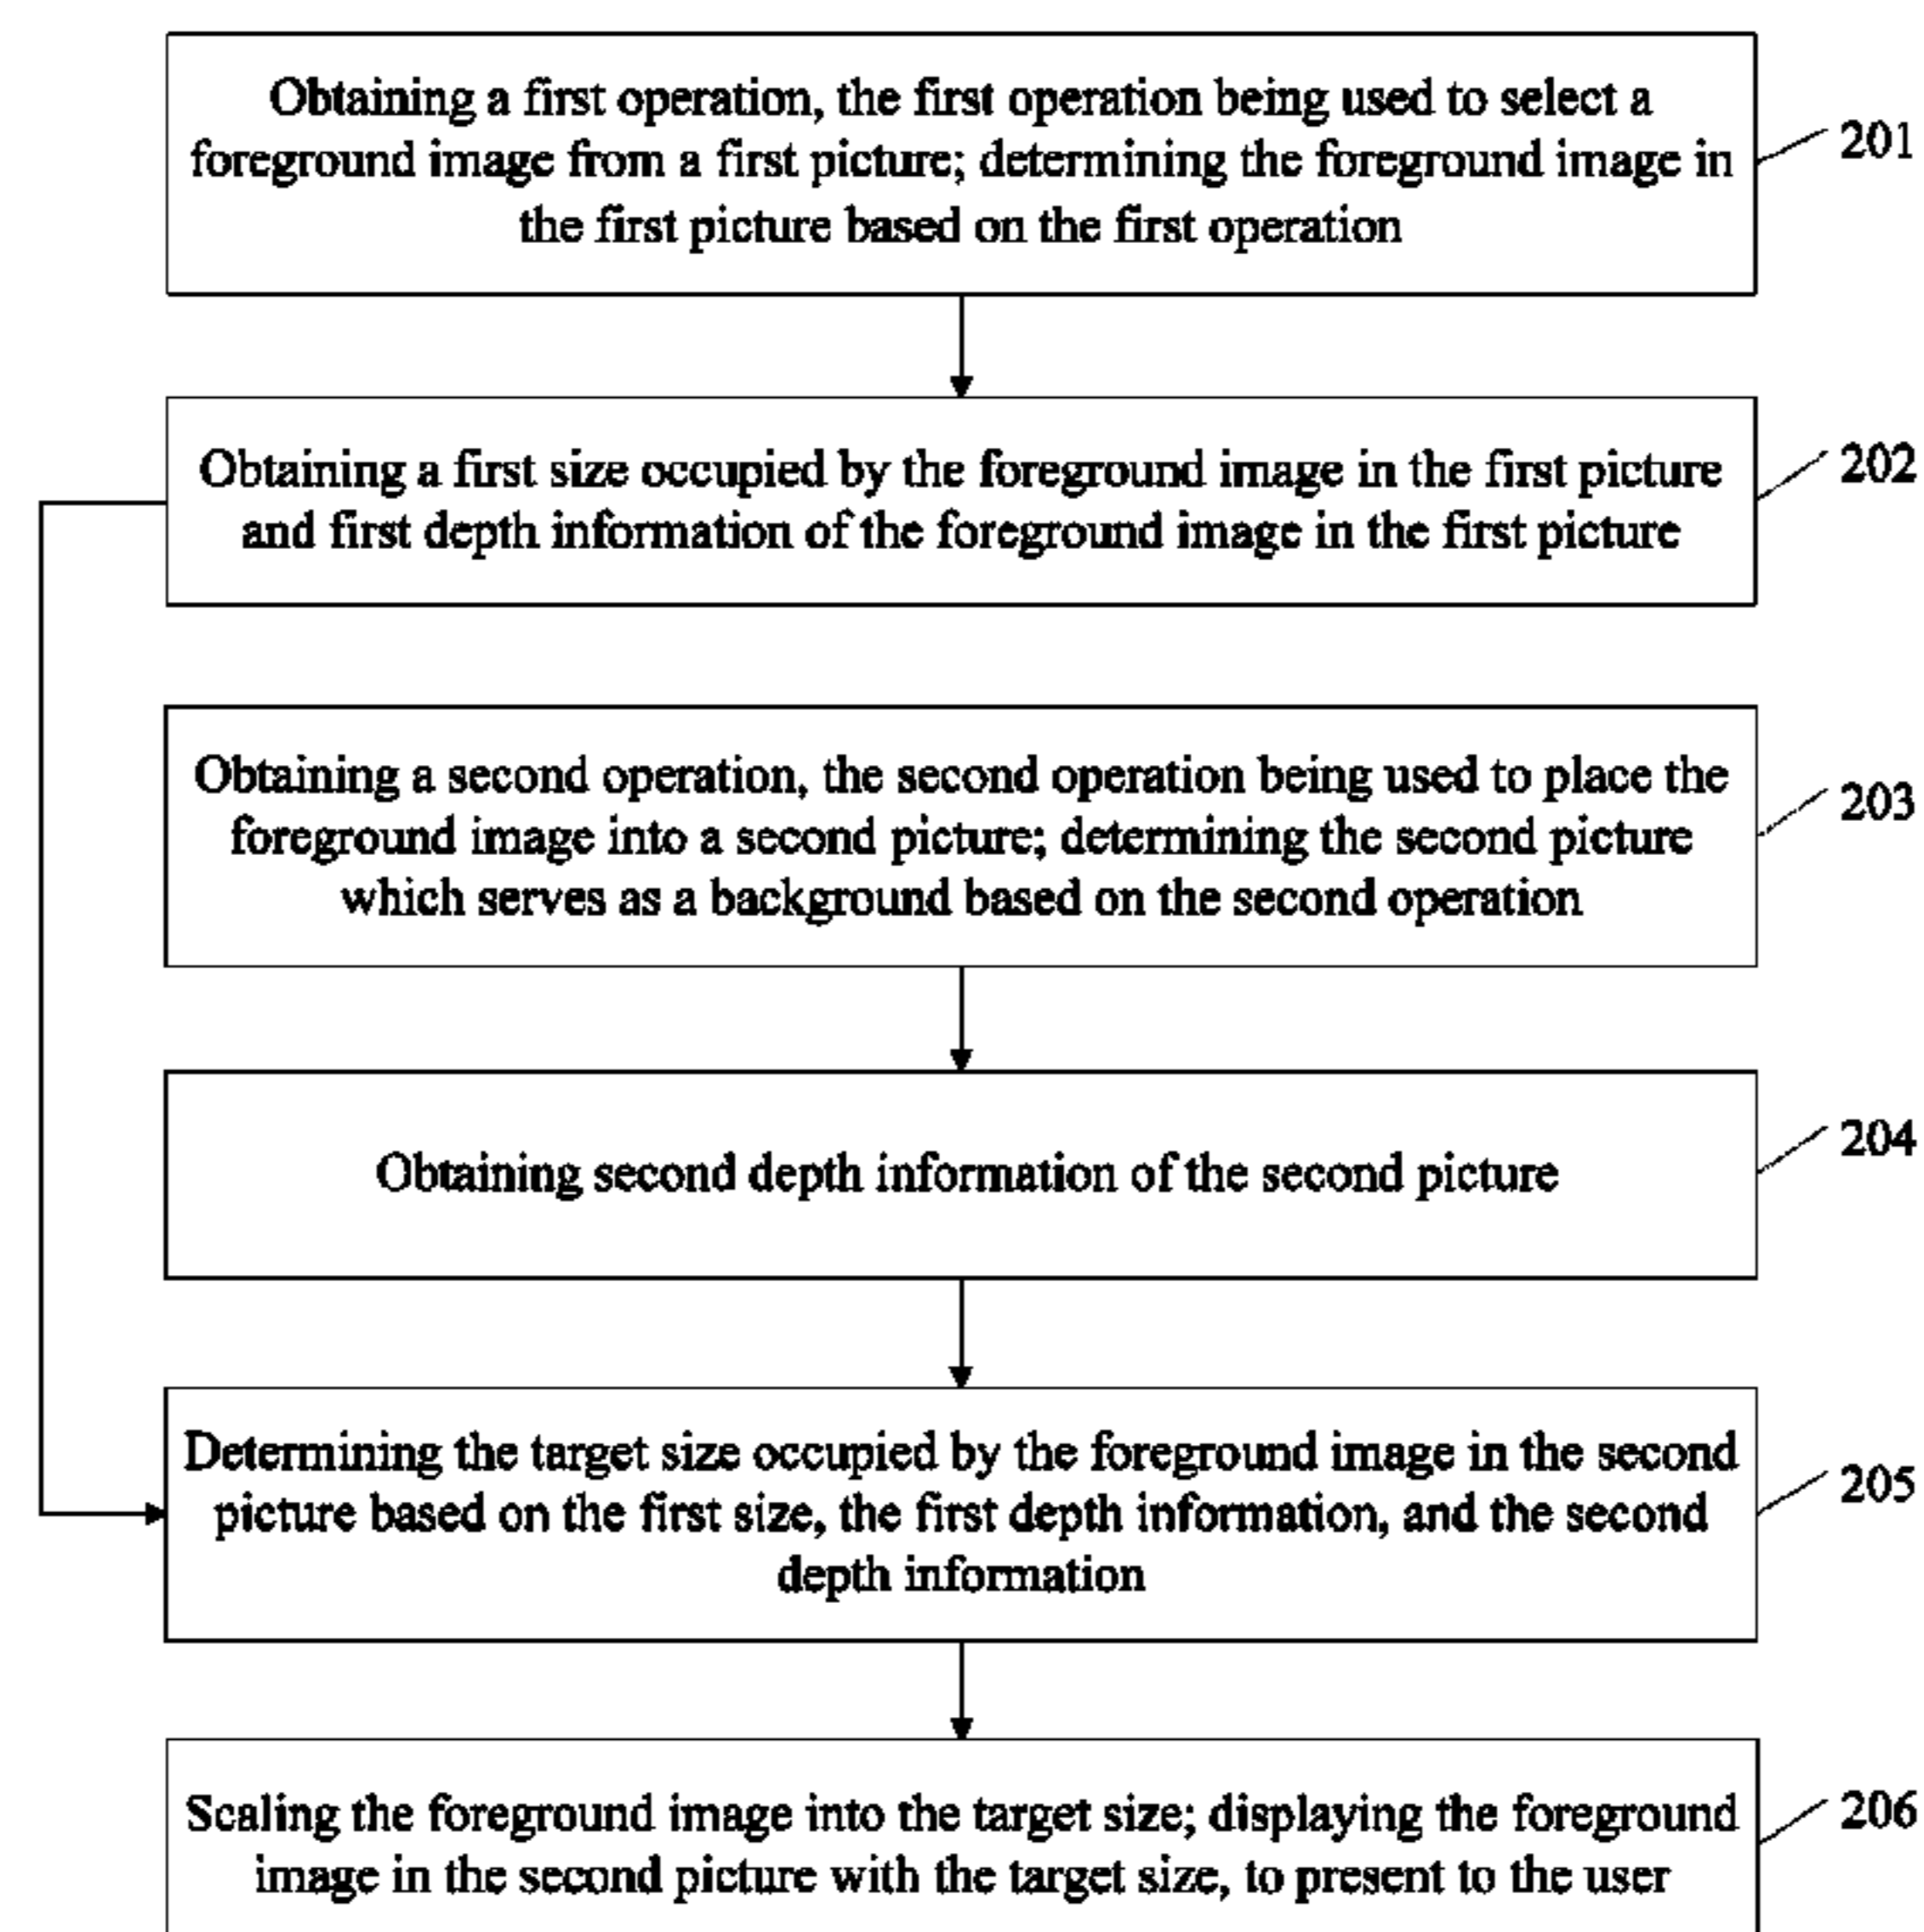 Obtaining a first operation, the first operation being used to select a
foreground image from a first picture; determining the foreground image in
the first picture based on the first operation
201
Obtaining a first size occupied by the foreground image in the first picture
and first depth information of the foreground image in the first picture
202
Obtaining a second operation, the second operation being used to place the
foreground image into a second picture; determining the second picture
which serves as a background based on the second operation
203
Obtaining second depth information of the second picture
204
Determining the target size occupied by the foreground image in the second
picture based on the first size, the first depth information, and the second
depth information
205
Scaling the foreground image into the target size; displaying the foreground
image in the second picture with the target size, to present to the user
206